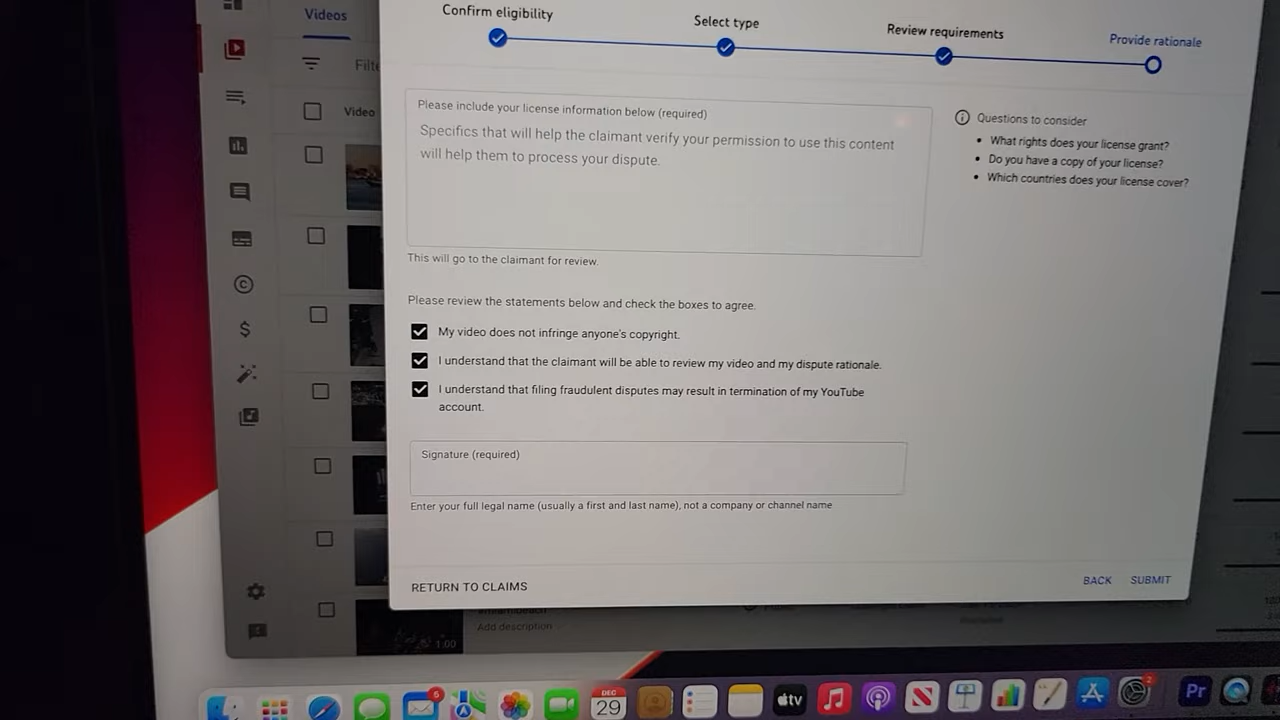 Videos
Confirm eligibility
Select type
Review requirements
Provide rationale
Filte
Video
Please include your license information below (required)
Specifics that will help the claimant verify your permission to use this content
will help them to process your dispute.
This will go to the claimant for review.
Questions to consider
What rights does your license grant?
Do you have a copy of your license?
Which countries does your license cover?
Please review the statements below and check the boxes to agree.
My video does not infringe anyone's copyright.
I understand that the claimant will be able to review my video and my dispute rationale.
I understand that filing fraudulent disputes may result in termination of my YouTube
account.
Signature (required)
Enter your full legal name (usually a first and last name), not a company or channel name
RETURN TO CLAIMS
BACK
SUBMIT
Add description
1:00
5
DEC
29
tv
2
Pr